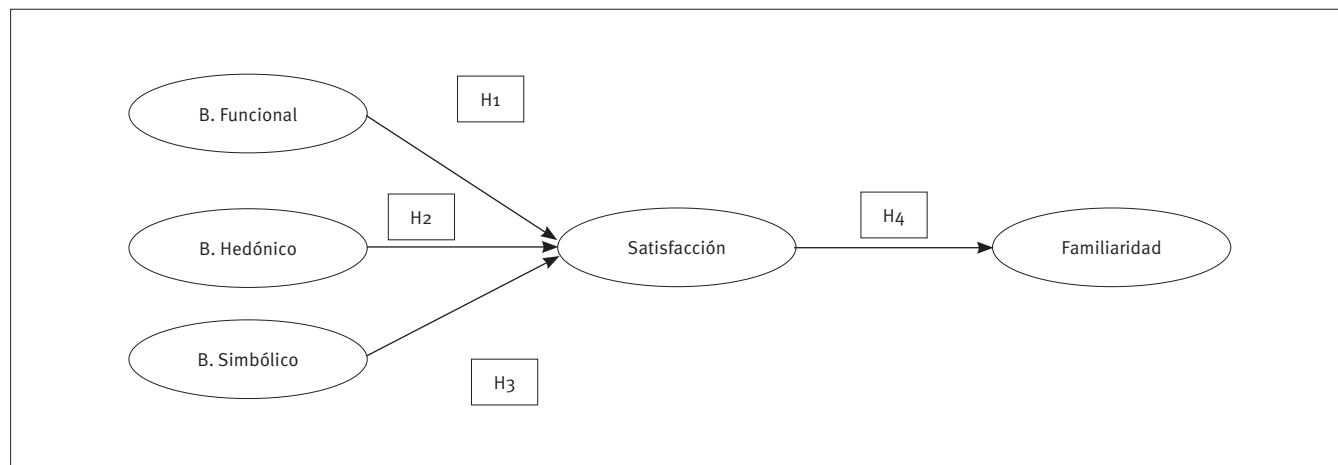 H1
B. Funcional
H2
H4
B. Hedónico
Satisfacción
Familiaridad
B. Simbólico
H3